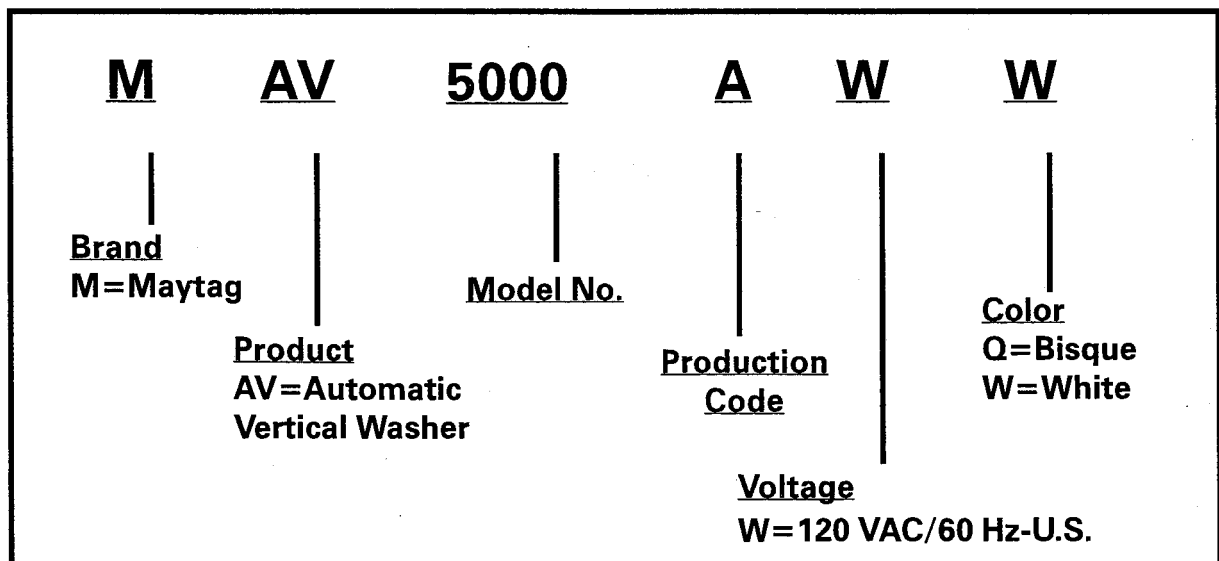 M AV 5000 A W W
Brand
M=Maytag
Product
AV=Automatic
Vertical Washer
Model No.
Production
Code
Voltage
W=120 VAC/60 Hz-U.S.
Color
Q=Bisque
W=White